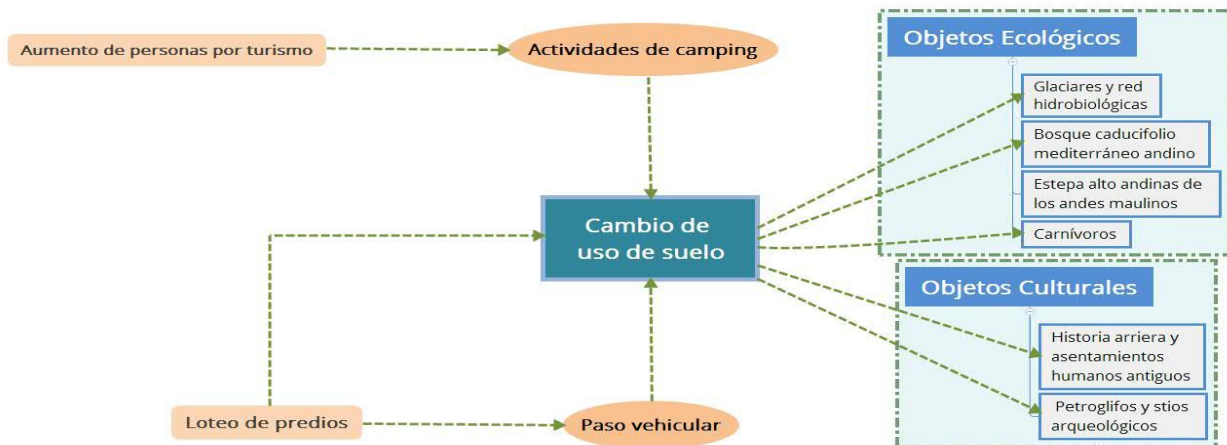 Aumento de personas por turismo
Actividades de camping
Objetos Ecológicos
Glaciares y red
hidrobiológicas
Bosque caducifolio
mediterráneo andino
Estepa alto andinas de
los andes maulinos
Carnívoros
Cambio de
uso de suelo
Objetos Culturales
Historia arriera y
asentamientos
humanos antiguos
Petroglifos y stios
arqueológicos
Loteo de predios
Paso vehicular